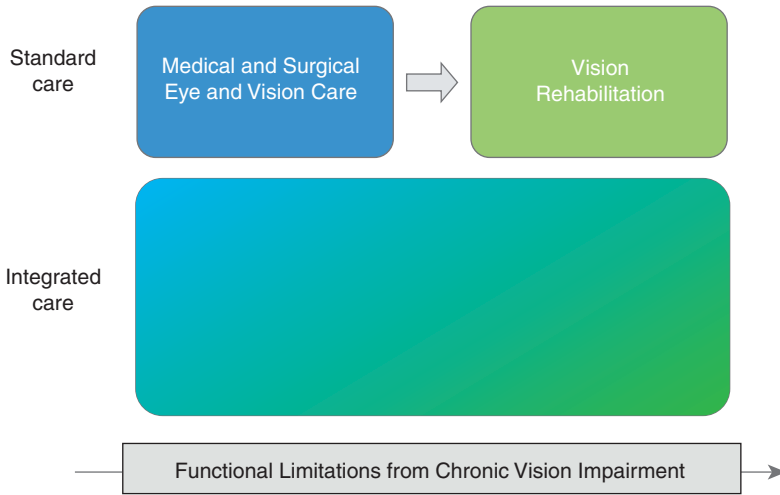 Standard
care
Medical and Surgical
Eye and Vision Care
Vision
Rehabilitation
Integrated
care
Functional Limitations from Chronic Vision Impairment